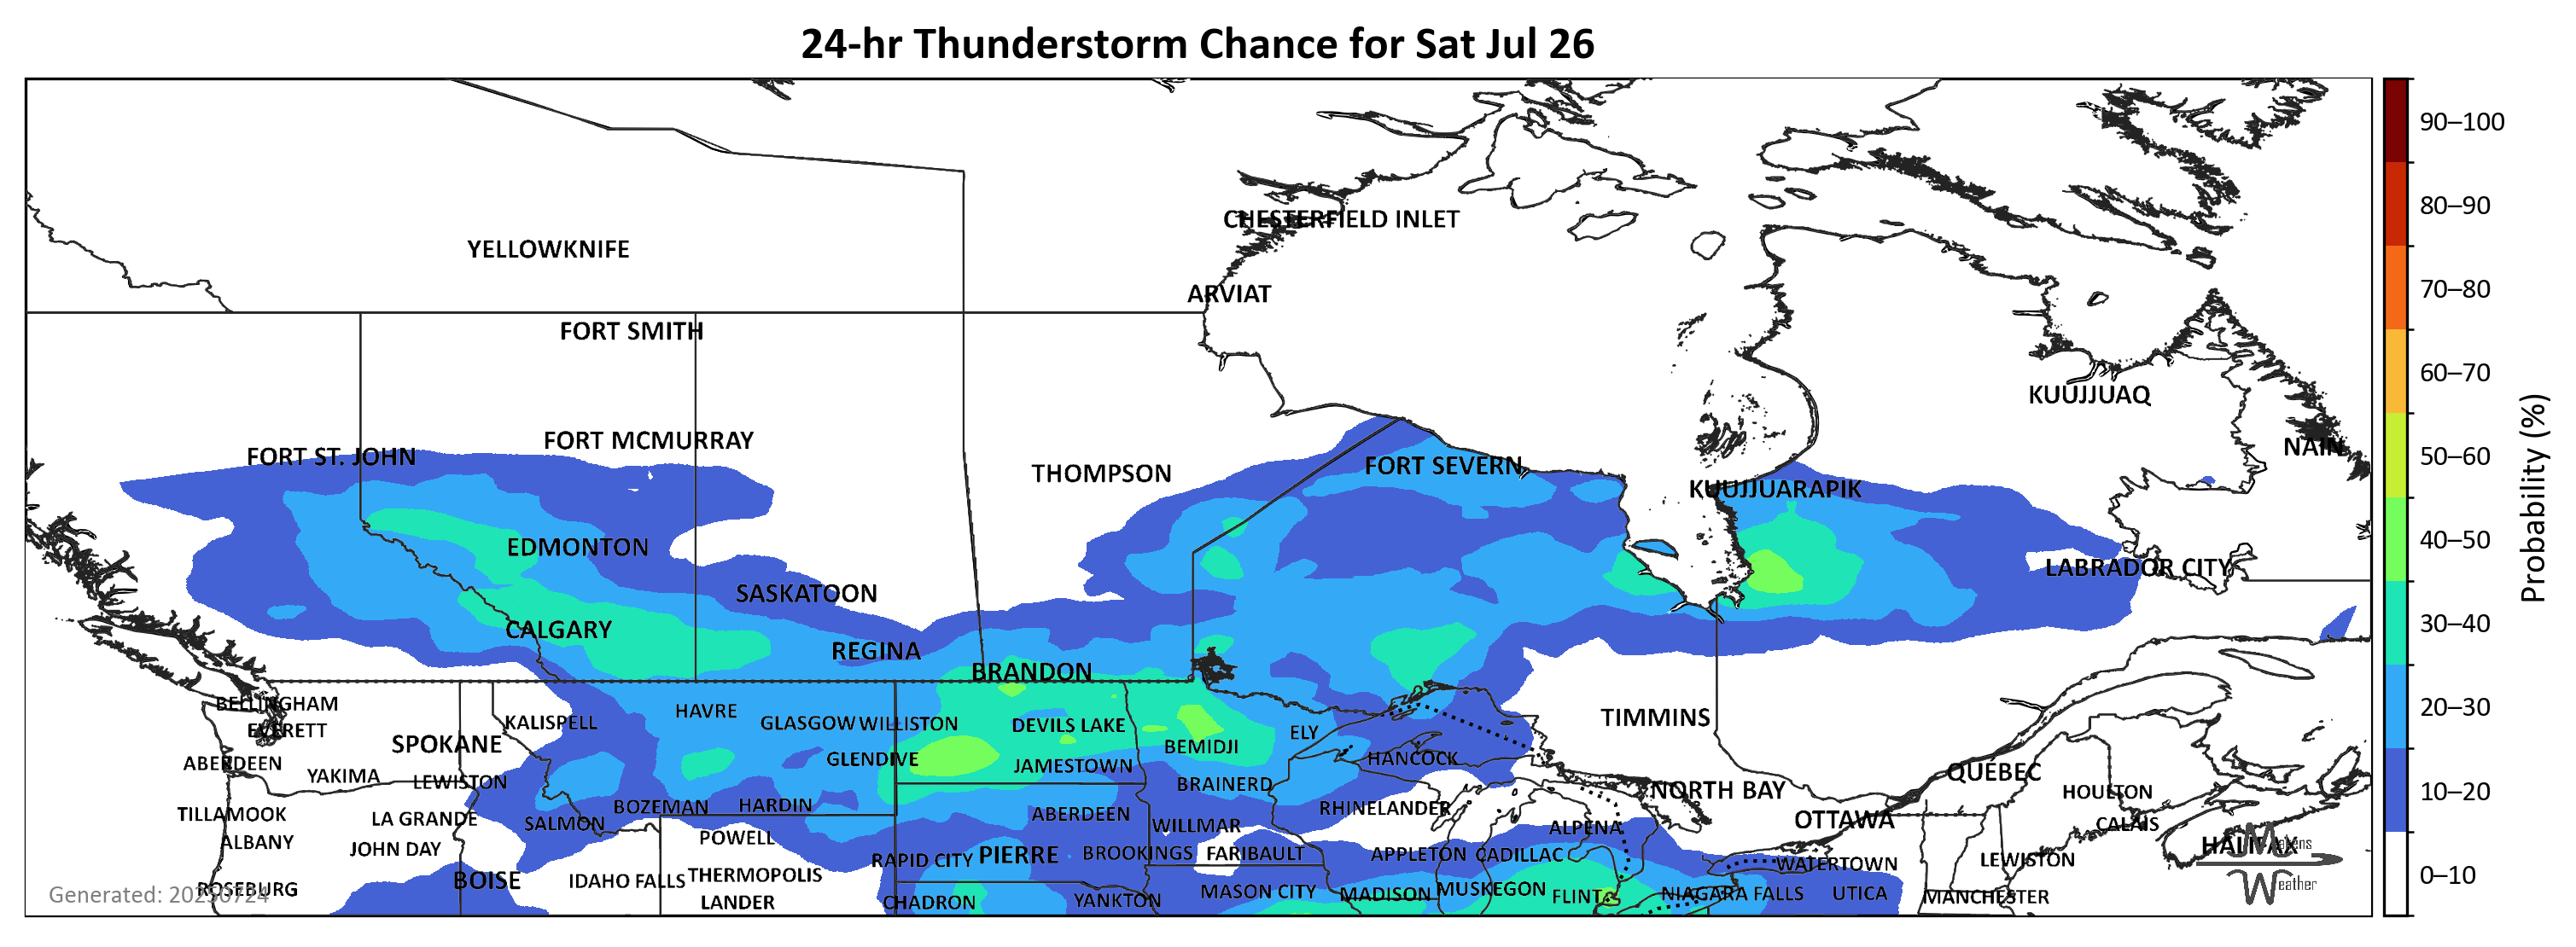 24-hr Thunderstorm Chance for Sat Jul 26
90–100
80–90
70–80
60–70
50–60
40–50
30–40
20–30
10–20
0–10
Probability (%)
CHESTERFIELD INLET
YELLOWKNIFE
ARVIAT
FORT SMITH
KUUJJUAQ
FORT MCMURRAY
NAIN
FORT ST. JOHN
FORT SEVERN
THOMPSON
KUUJJUARAPIK
EDMONTON
LABRADOR CITY
SASKATOON
CALGARY
REGINA
BRANDON
BELLINGHAM
HAVRE
TIMMINS
KALISPELL
GLASGOW
WILLISTON
DEVILS LAKE
EVERETT
ELY
SPOKANE
BEMIDJI
HANCOCK
GLENDIVE
ABERDEEN
JAMESTOWN
QUÉBEC
YAKIMA
LEWISTON
BRAINERD
NORTH BAY
HOULTON
BOZEMAN
HARDIN
RHINELANDER
TILLAMOOK
ABERDEEN
LA GRANDE
OTTAWA
SALMON
WILLMAR
ALPENA
CALAIS
POWELL
ALBANY
HALIFAX
JOHN DAY
BROOKINGS
FARIBAULT
PIERRE
APPLETON
CADILLAC
RAPID CITY
LEWISTON
WATERTOWN
THERMOPOLIS
BOISE
IDAHO FALLS
ROSEBURG
MASON CITY
MUSKEGON
MADISON
NIAGARA FALLS
UTICA
FLINT
MANCHESTER
LANDER
CHADRON
YANKTON
Generated: 20250724
Weather